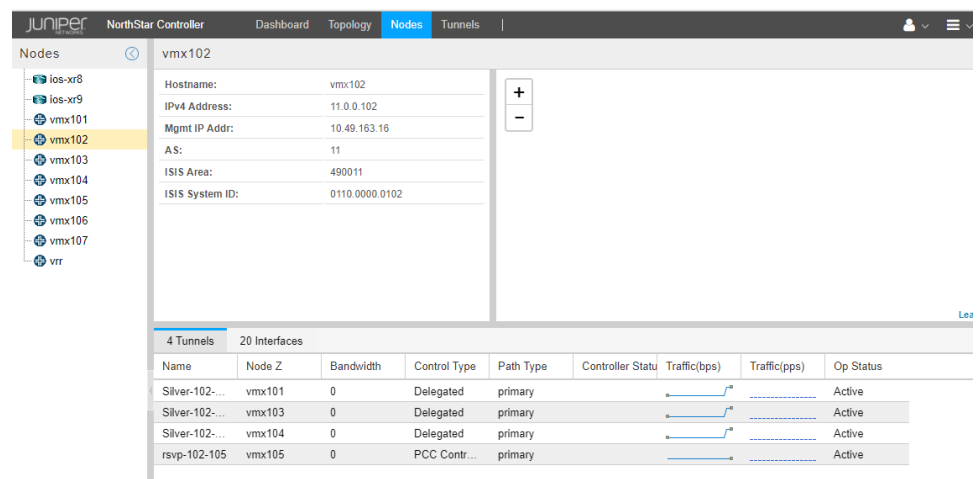 JUNIPER NETWORKS NorthStar Controller Dashboard Topology Nodes Tunnels
Nodes vmx102
ios-xr8
ios-xr9
vmx101
vmx102
vmx103
vmx104
vmx105
vmx106
vmx107
vrr
Hostname: vmx102
IPv4 Address: 11.0.0.102
Mgmt IP Addr: 10.49.163.16
AS: 11
ISIS Area: 490011
ISIS System ID: 0110.0000.0102
+
−
Lea
4 Tunnels 20 Interfaces
Name Node Z Bandwidth Control Type Path Type Controller Statu Traffic(bps) Traffic(pps) Op Status
Silver-102-... vmx101 0 Delegated primary Active
Silver-102-... vmx103 0 Delegated primary Active
Silver-102-... vmx104 0 Delegated primary Active
rsvp-102-105 vmx105 0 PCC Contr... primary Active